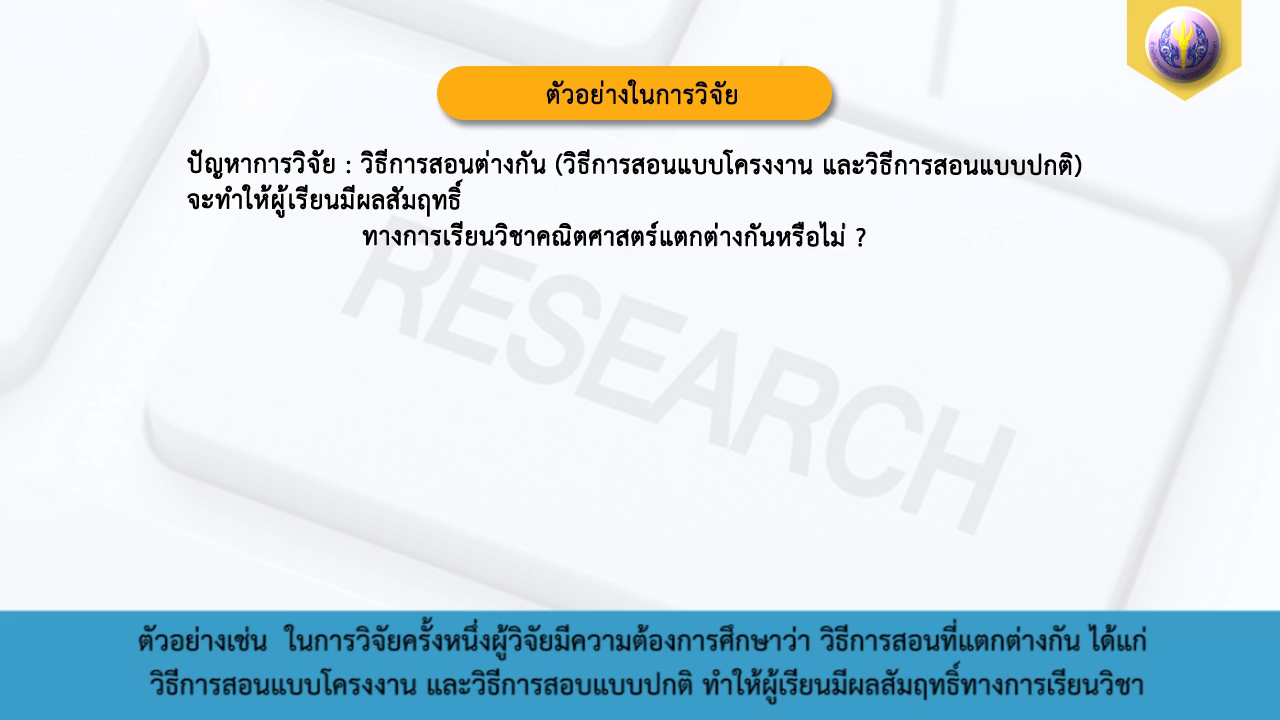 ตัวอย่างในการวิจัย
ปัญหาการวิจัย : วิธีการสอนต่างกัน (วิธีการสอนแบบโครงงาน และวิธีการสอนแบบปกติ)
จะทำให้ผู้เรียนมีผลสัมฤทธิ์
ทางการเรียนวิชาคณิตศาสตร์แตกต่างกันหรือไม่ ?
RESEARCH
ตัวอย่างเช่น ในการวิจัยครั้งหนึ่งผู้วิจัยมีความต้องการศึกษาว่า วิธีการสอนที่แตกต่างกัน ได้แก่
วิธีการสอนแบบโครงงาน และวิธีการสอบแบบปกติ ทำให้ผู้เรียนมีผลสัมฤทธิ์ทางการเรียนวิชา